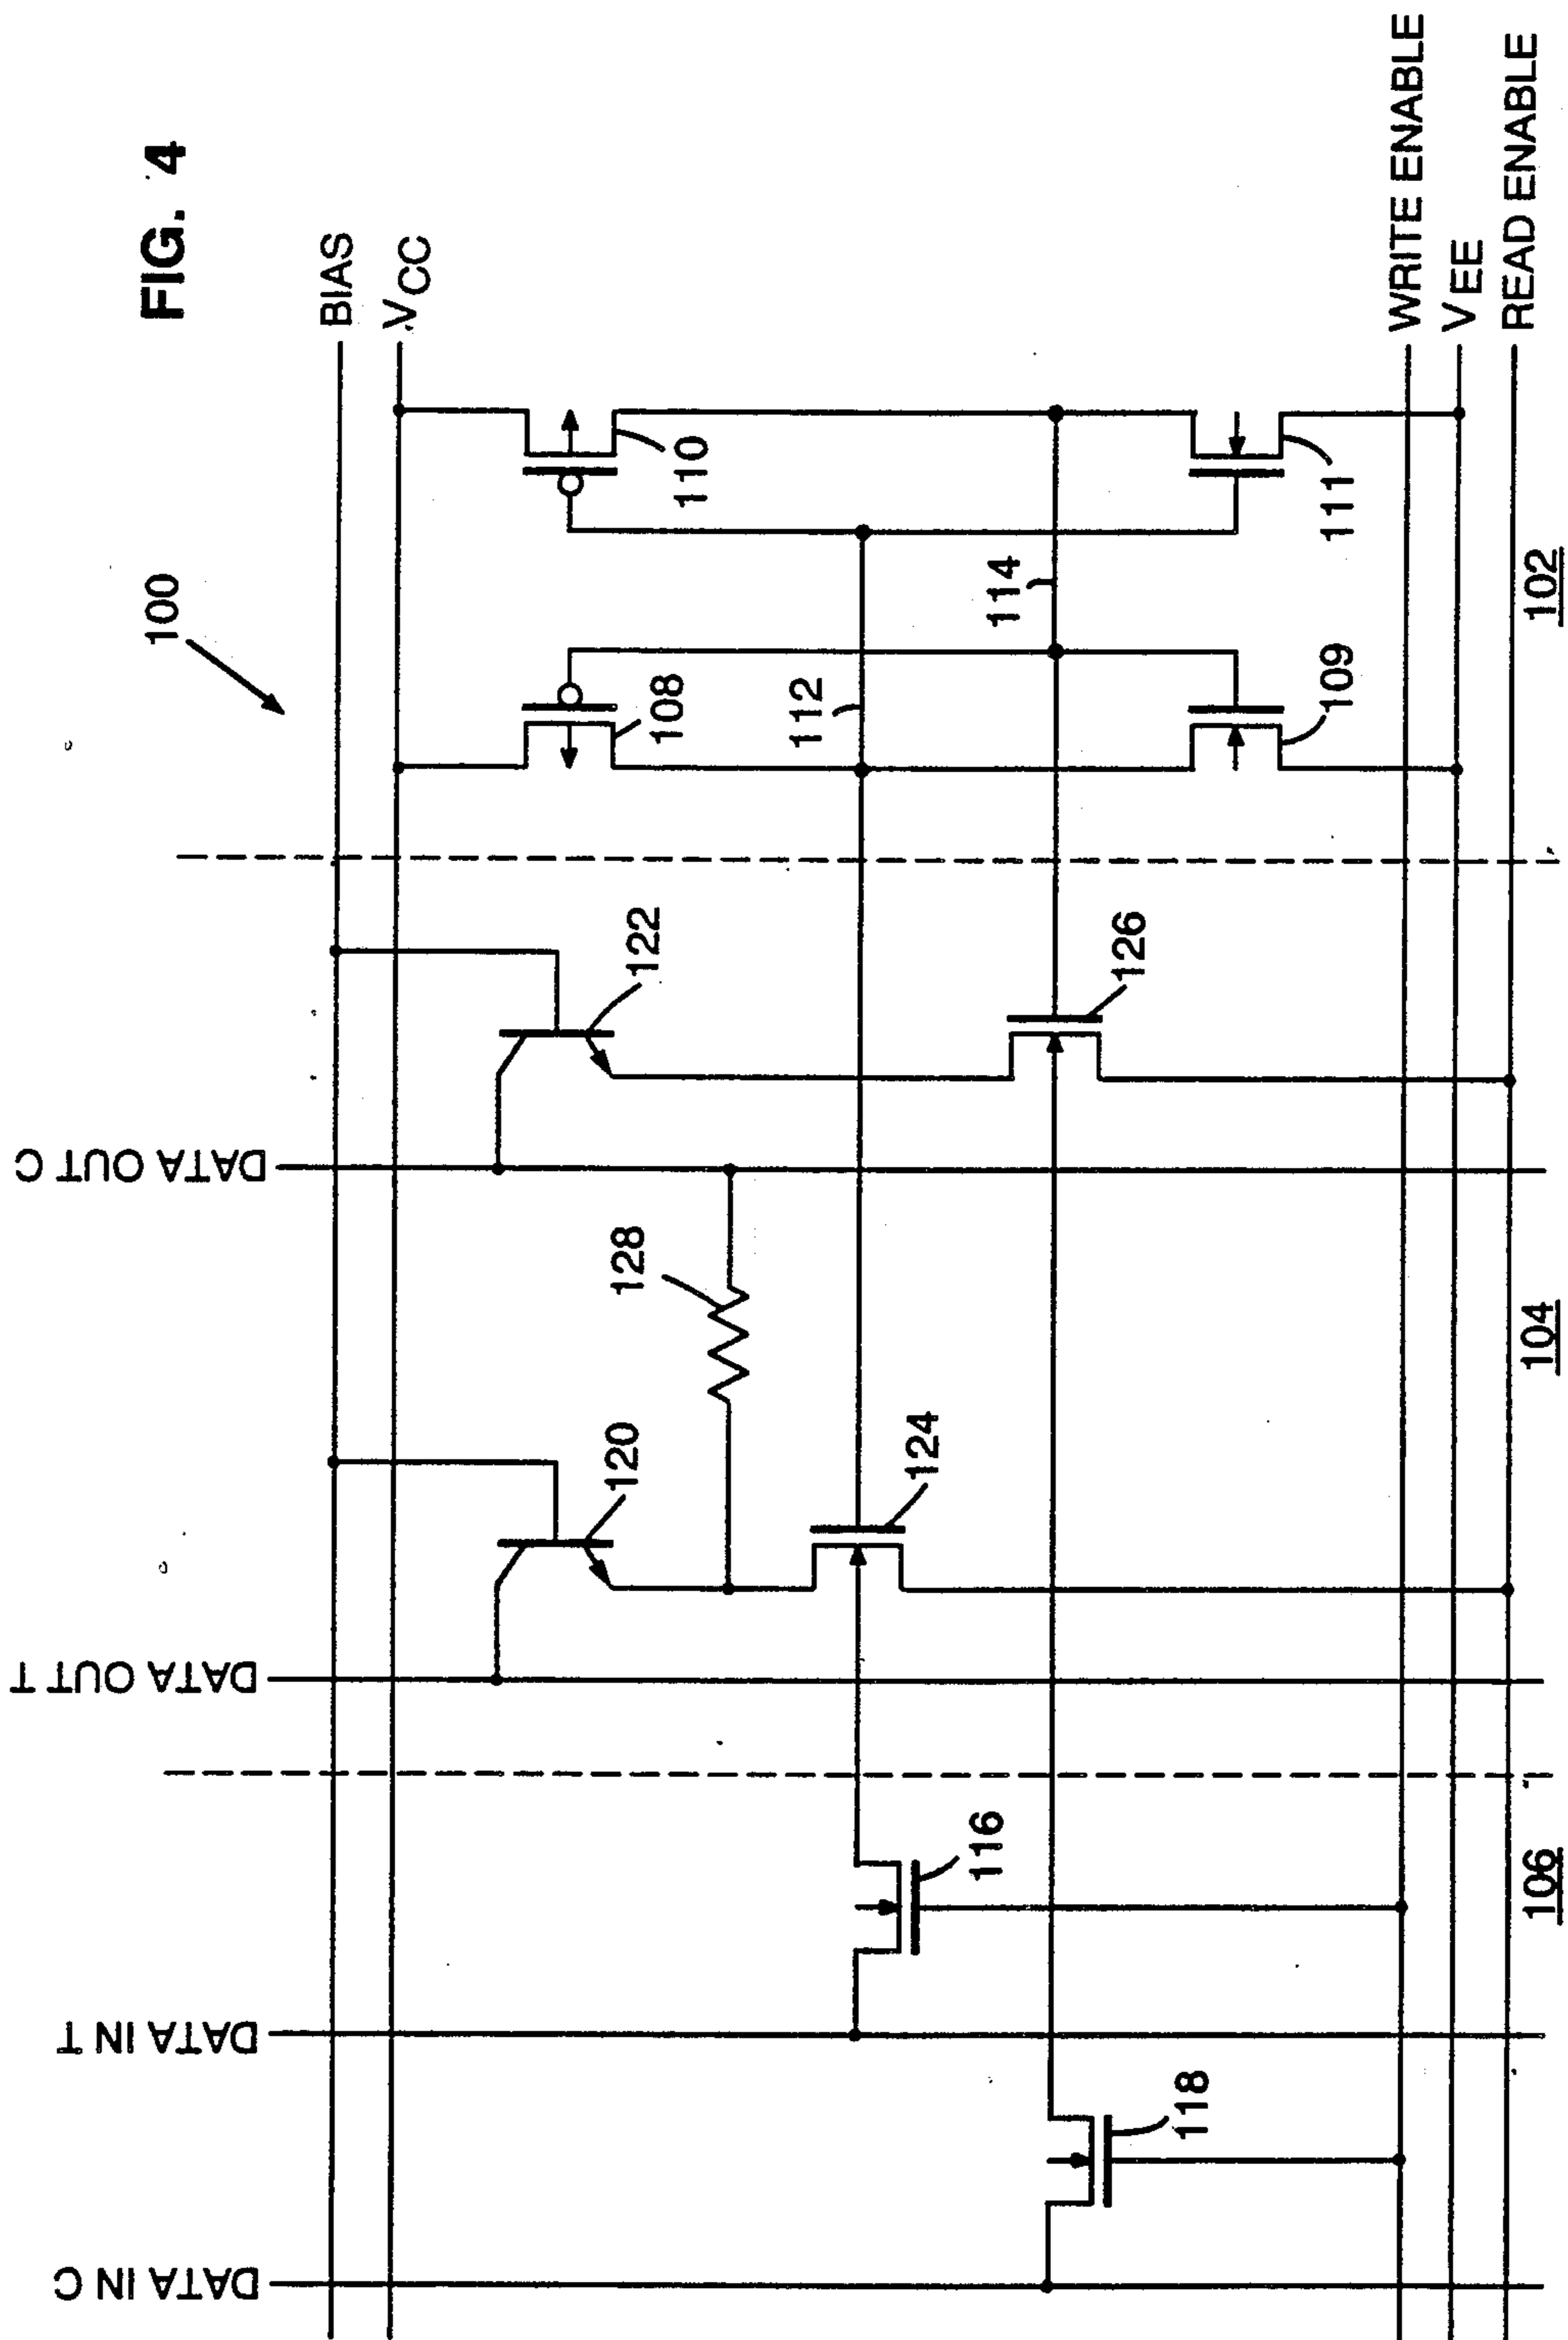 FIG. 4
100
BIAS
VCC
DATA IN C
DATA IN T
DATA OUT T
DATA OUT C
120
122
128
108
110
112
114
124
126
116
118
109
111
WRITE ENABLE
VEE
READ ENABLE
106
104
102